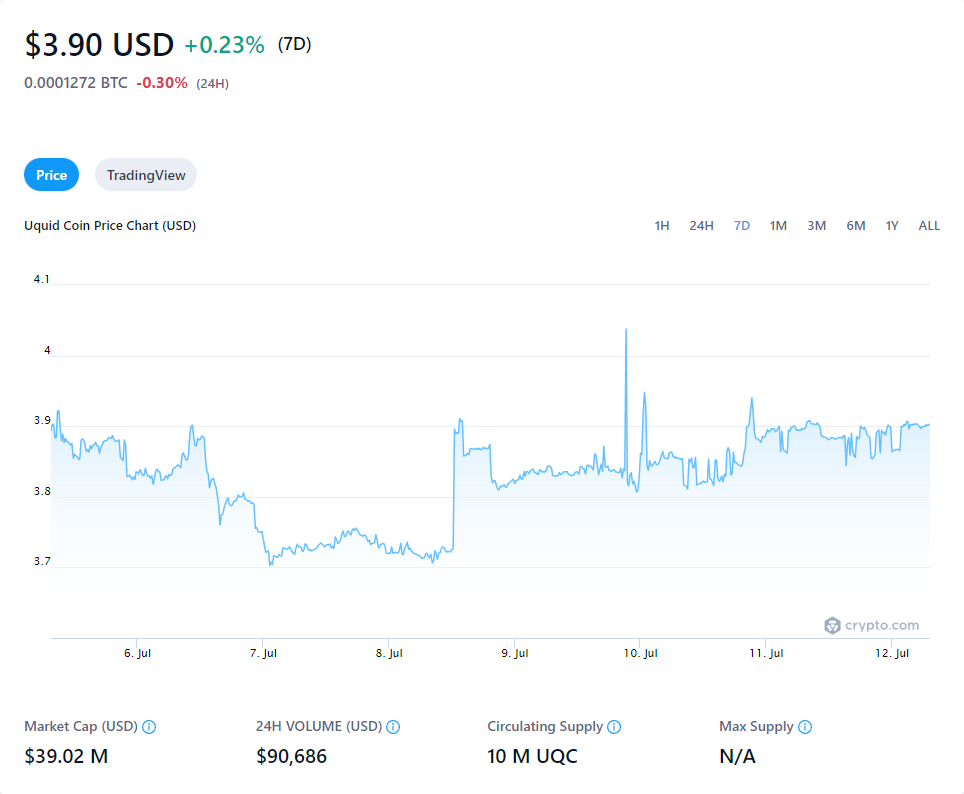 $3.90 USD +0.23% (7D)
0.0001272 BTC -0.30% (24H)
Price TradingView
Uquid Coin Price Chart (USD) 1H 24H 7D 1M 3M 6M 1Y ALL
4.1
4
3.9
3.8
3.7
crypto.com
6. Jul 7. Jul 8. Jul 9. Jul 10. Jul 11. Jul 12. Jul
Market Cap (USD) 24H VOLUME (USD) Circulating Supply Max Supply
$39.02 M $90,686 10 M UQC N/A